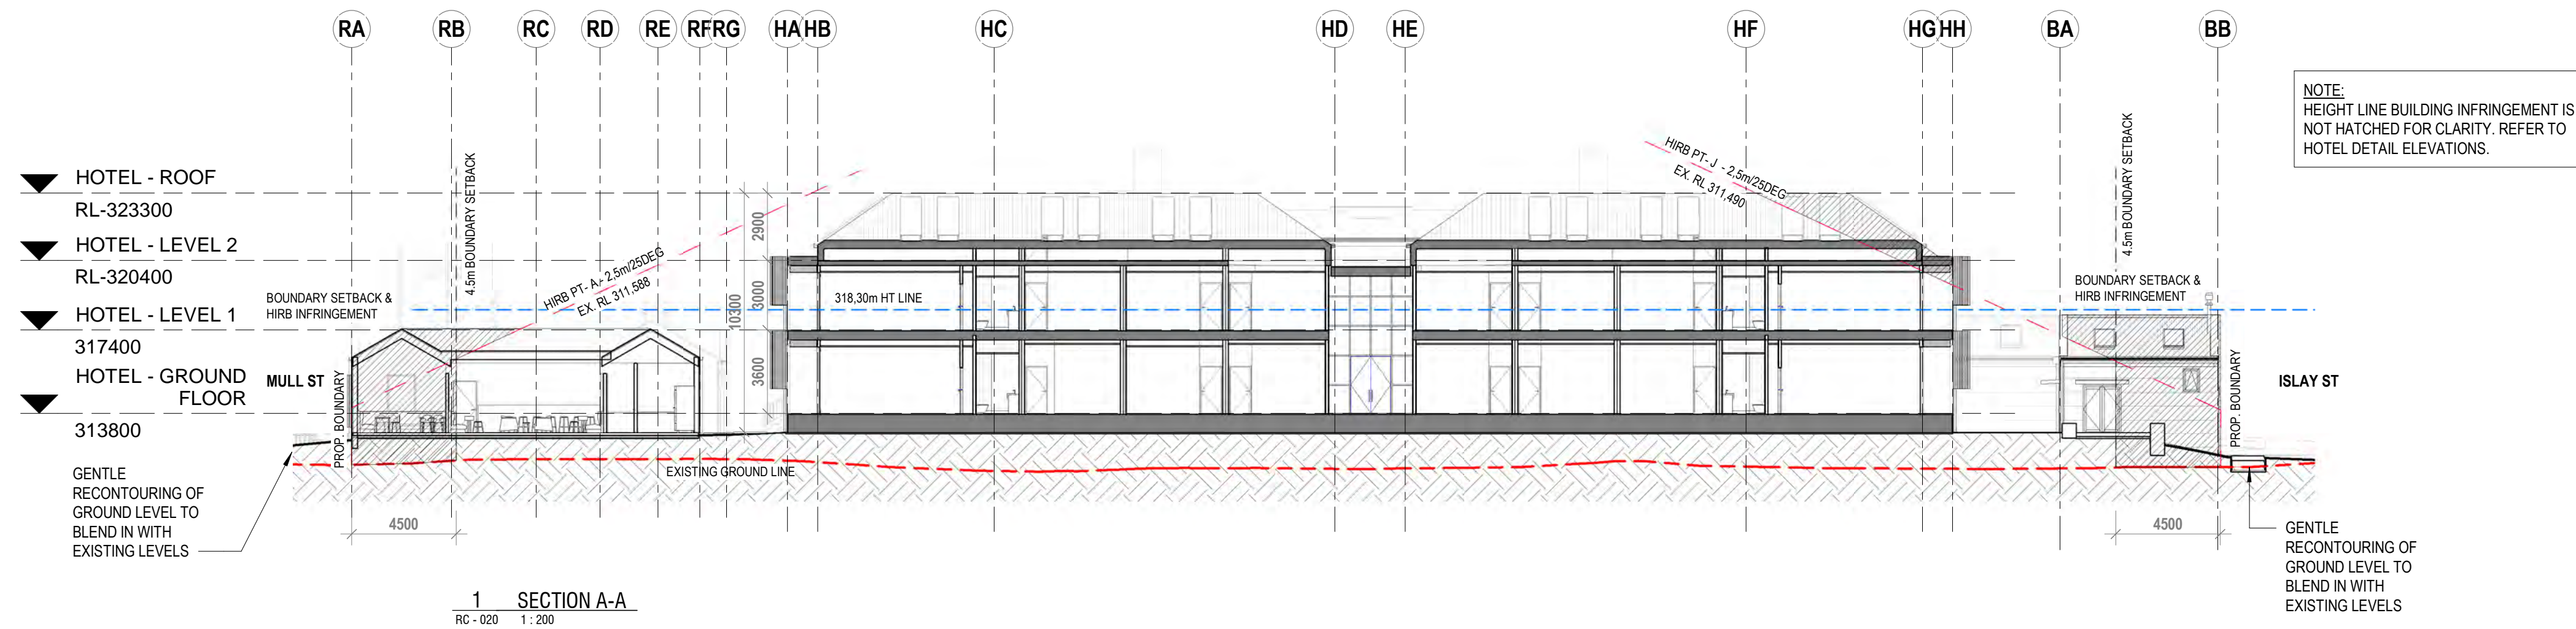 RA
RB
RC
RD
RE
RF
RG
HA
HB
HC
HD
HE
HF
HG
HH
BA
BB
NOTE:
HEIGHT LINE BUILDING INFRINGEMENT IS
NOT HATCHED FOR CLARITY. REFER TO
HOTEL DETAIL ELEVATIONS.
HOTEL - ROOF
RL-323300
HOTEL - LEVEL 2
RL-320400
HOTEL - LEVEL 1
317400
HOTEL - GROUND
FLOOR
313800
BOUNDARY SETBACK &
HIRB INFRINGEMENT
MULL ST
PROP. BOUNDARY
4.5m BOUNDARY SETBACK
HIRB PT- A - 2,5m/25DEG
EX. RL 311,588
2900
3000
10300
3600
318,30m HT LINE
HIRB PT- J - 2,5m/25DEG
EX. RL 311,490
4.5m BOUNDARY SETBACK
BOUNDARY SETBACK &
HIRB INFRINGEMENT
PROP. BOUNDARY
ISLAY ST
EXISTING GROUND LINE
GENTLE
RECONTOURING OF
GROUND LEVEL TO
BLEND IN WITH
EXISTING LEVELS
4500
4500
GENTLE
RECONTOURING OF
GROUND LEVEL TO
BLEND IN WITH
EXISTING LEVELS
1 SECTION A-A
RC - 020 1 : 200